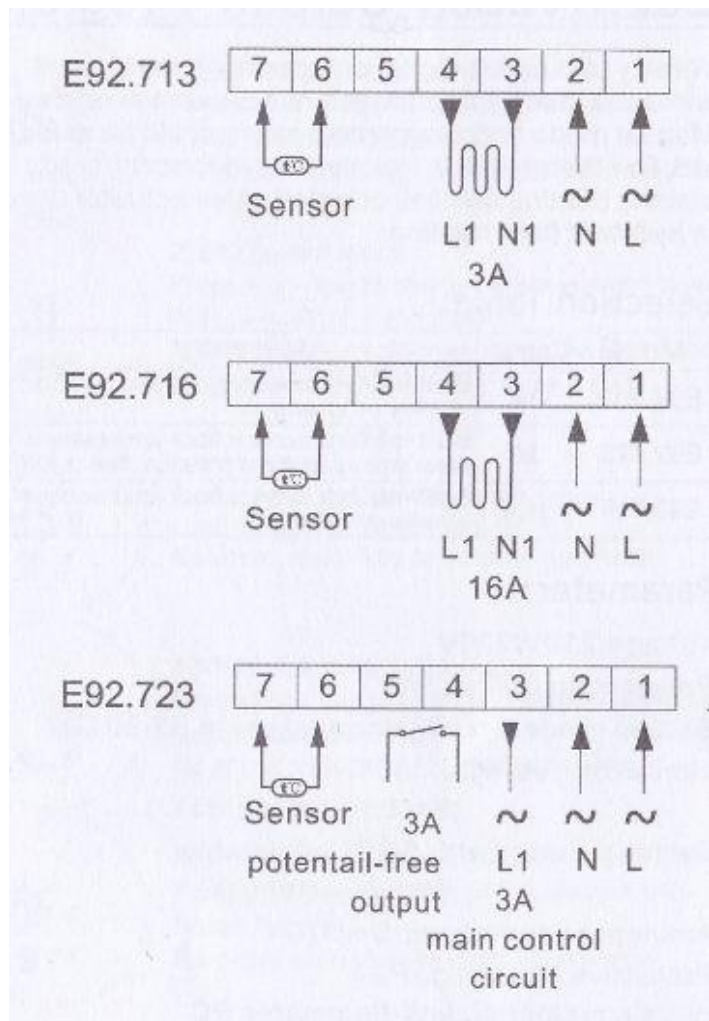 E92.713 7 6 5 4 3 2 1
t℃
Sensor
L1 N1 N L
3A
E92.716 7 6 5 4 3 2 1
t℃
Sensor
L1 N1 N L
16A
E92.723 7 6 5 4 3 2 1
t℃
Sensor 3A
potentail-free L1 N L
output 3A
main control
circuit